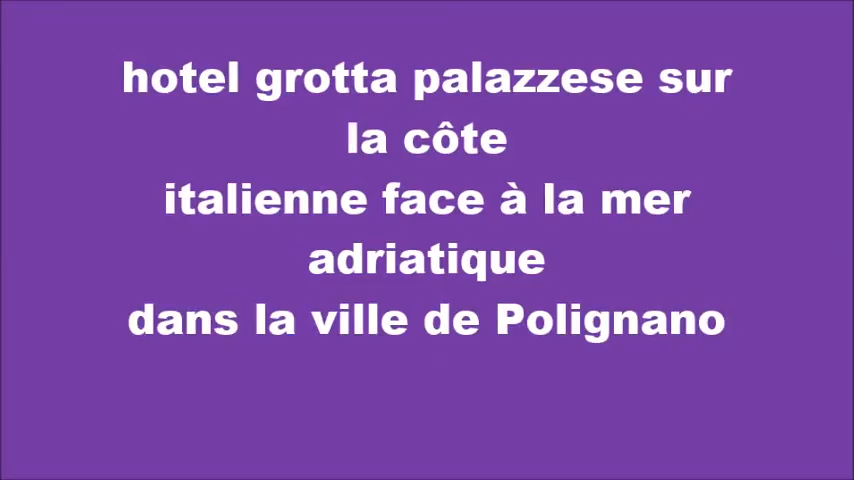 hotel grotta palazzese sur
la côte
italienne face à la mer
adriatique
dans la ville de Polignano